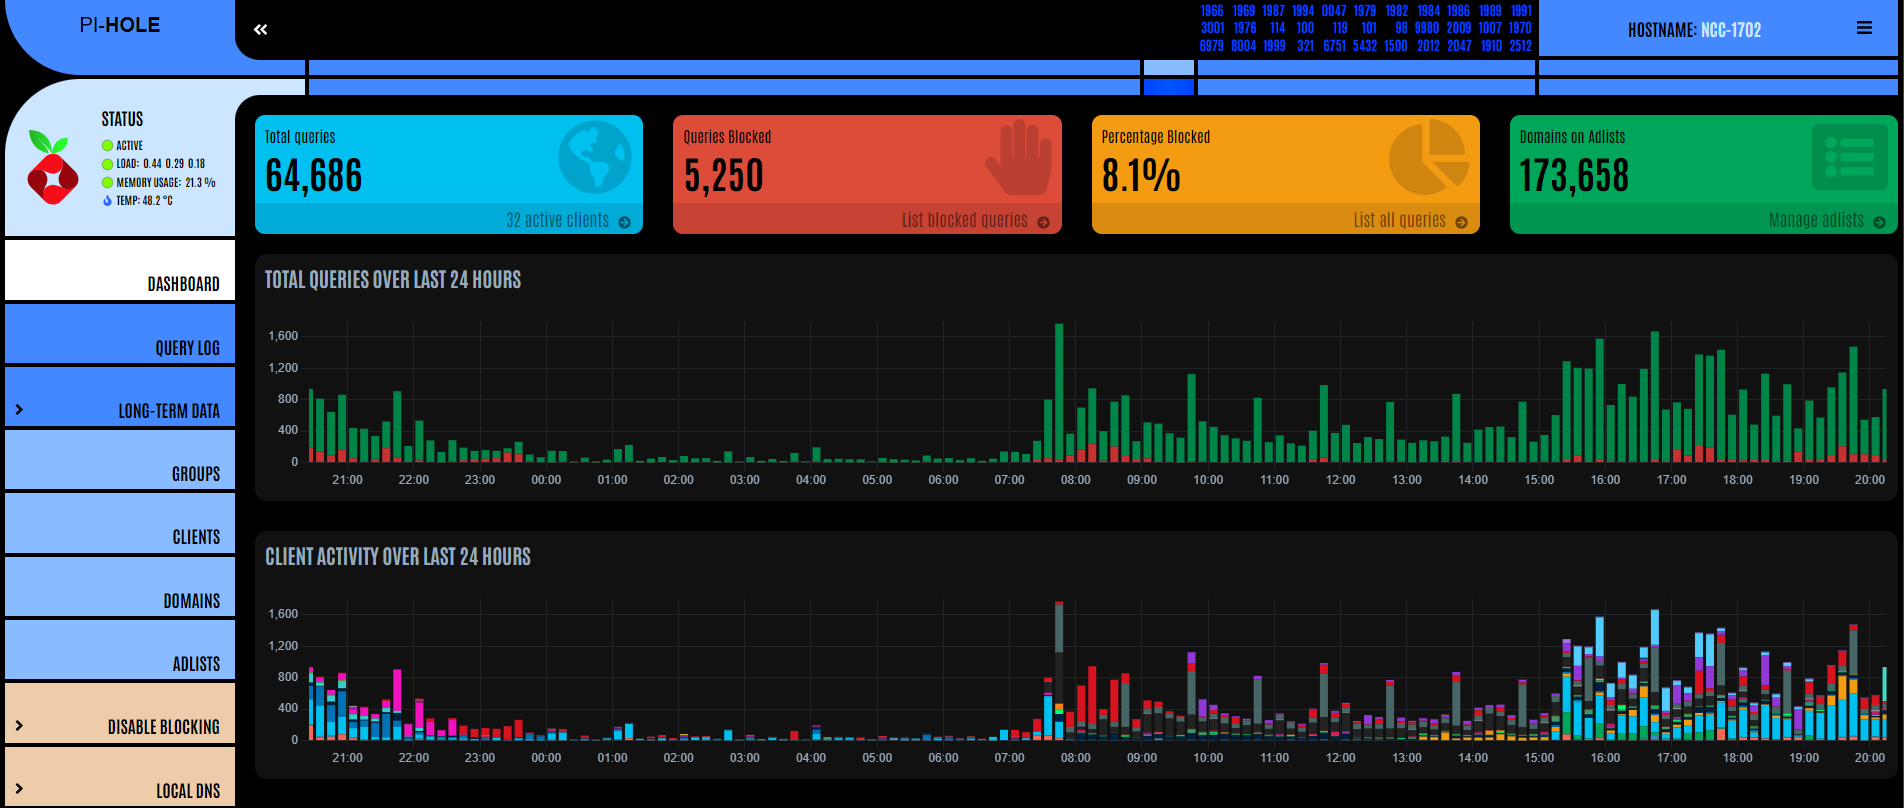 PI-HOLE
1966 1969 1987 1994 0047 1979 1982 1984 1986 1989 1991
3001 1976 114 100 119 101 98 9980 2009 1007 1970
6979 8004 1999 321 6751 5432 1500 2012 2047 1910 2512
HOSTNAME: NCC-1702
STATUS
ACTIVE
LOAD: 0.44 0.29 0.18
MEMORY USAGE: 21.3 %
TEMP: 48.2 °C
DASHBOARD
QUERY LOG
LONG-TERM DATA
GROUPS
CLIENTS
DOMAINS
ADLISTS
DISABLE BLOCKING
LOCAL DNS
Total queries
64,686
32 active clients
Queries Blocked
5,250
List blocked queries
Percentage Blocked
8.1%
List all queries
Domains on Adlists
173,658
Manage adlists
TOTAL QUERIES OVER LAST 24 HOURS
1,600
1,200
800
400
0
21:00 22:00 23:00 00:00 01:00 02:00 03:00 04:00 05:00 06:00 07:00 08:00 09:00 10:00 11:00 12:00 13:00 14:00 15:00 16:00 17:00 18:00 19:00 20:00
CLIENT ACTIVITY OVER LAST 24 HOURS
1,600
1,200
800
400
0
21:00 22:00 23:00 00:00 01:00 02:00 03:00 04:00 05:00 06:00 07:00 08:00 09:00 10:00 11:00 12:00 13:00 14:00 15:00 16:00 17:00 18:00 19:00 20:00